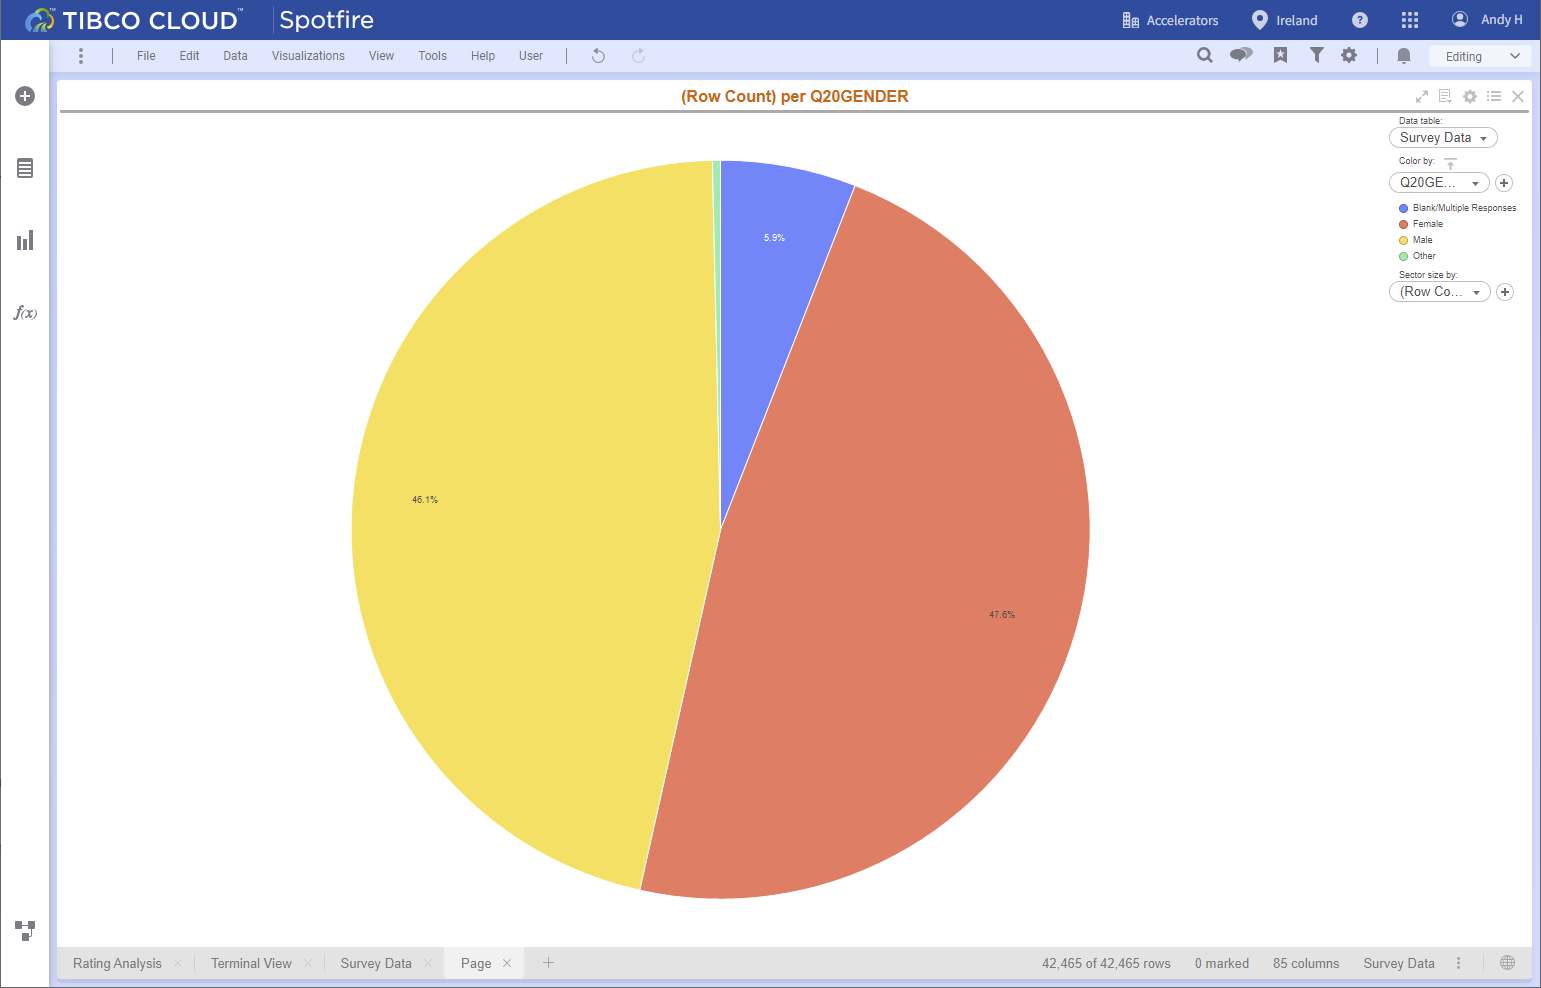 TIBCO CLOUD™ Spotfire Accelerators Ireland ? Andy H
File Edit Data Visualizations View Tools Help User Editing
(Row Count) per Q20GENDER
Data table:
Survey Data
Color by:
Q20GE...
Blank/Multiple Responses
Female
Male
Other
Sector size by:
(Row Co...
f(x)
5.9%
46.1%
47.6%
Rating Analysis Terminal View Survey Data Page 42,465 of 42,465 rows 0 marked 85 columns Survey Data